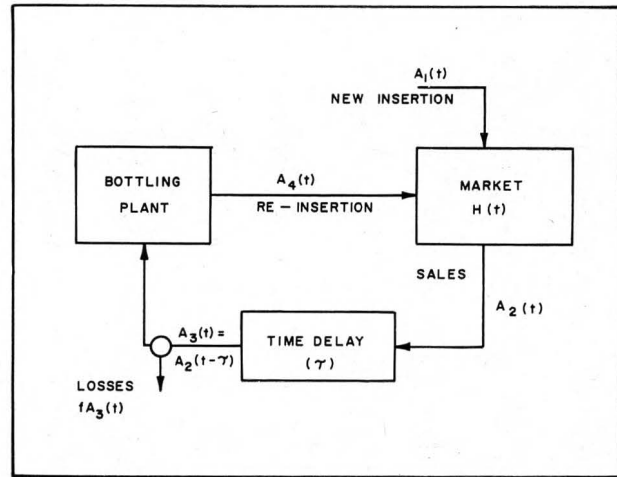 A₁(t)
NEW INSERTION
BOTTLING
PLANT
A₄(t)
RE – INSERTION
MARKET
H(t)
SALES
A₂(t)
TIME DELAY
(τ)
A₃(t) =
A₂(t-τ)
LOSSES
fA₃(t)